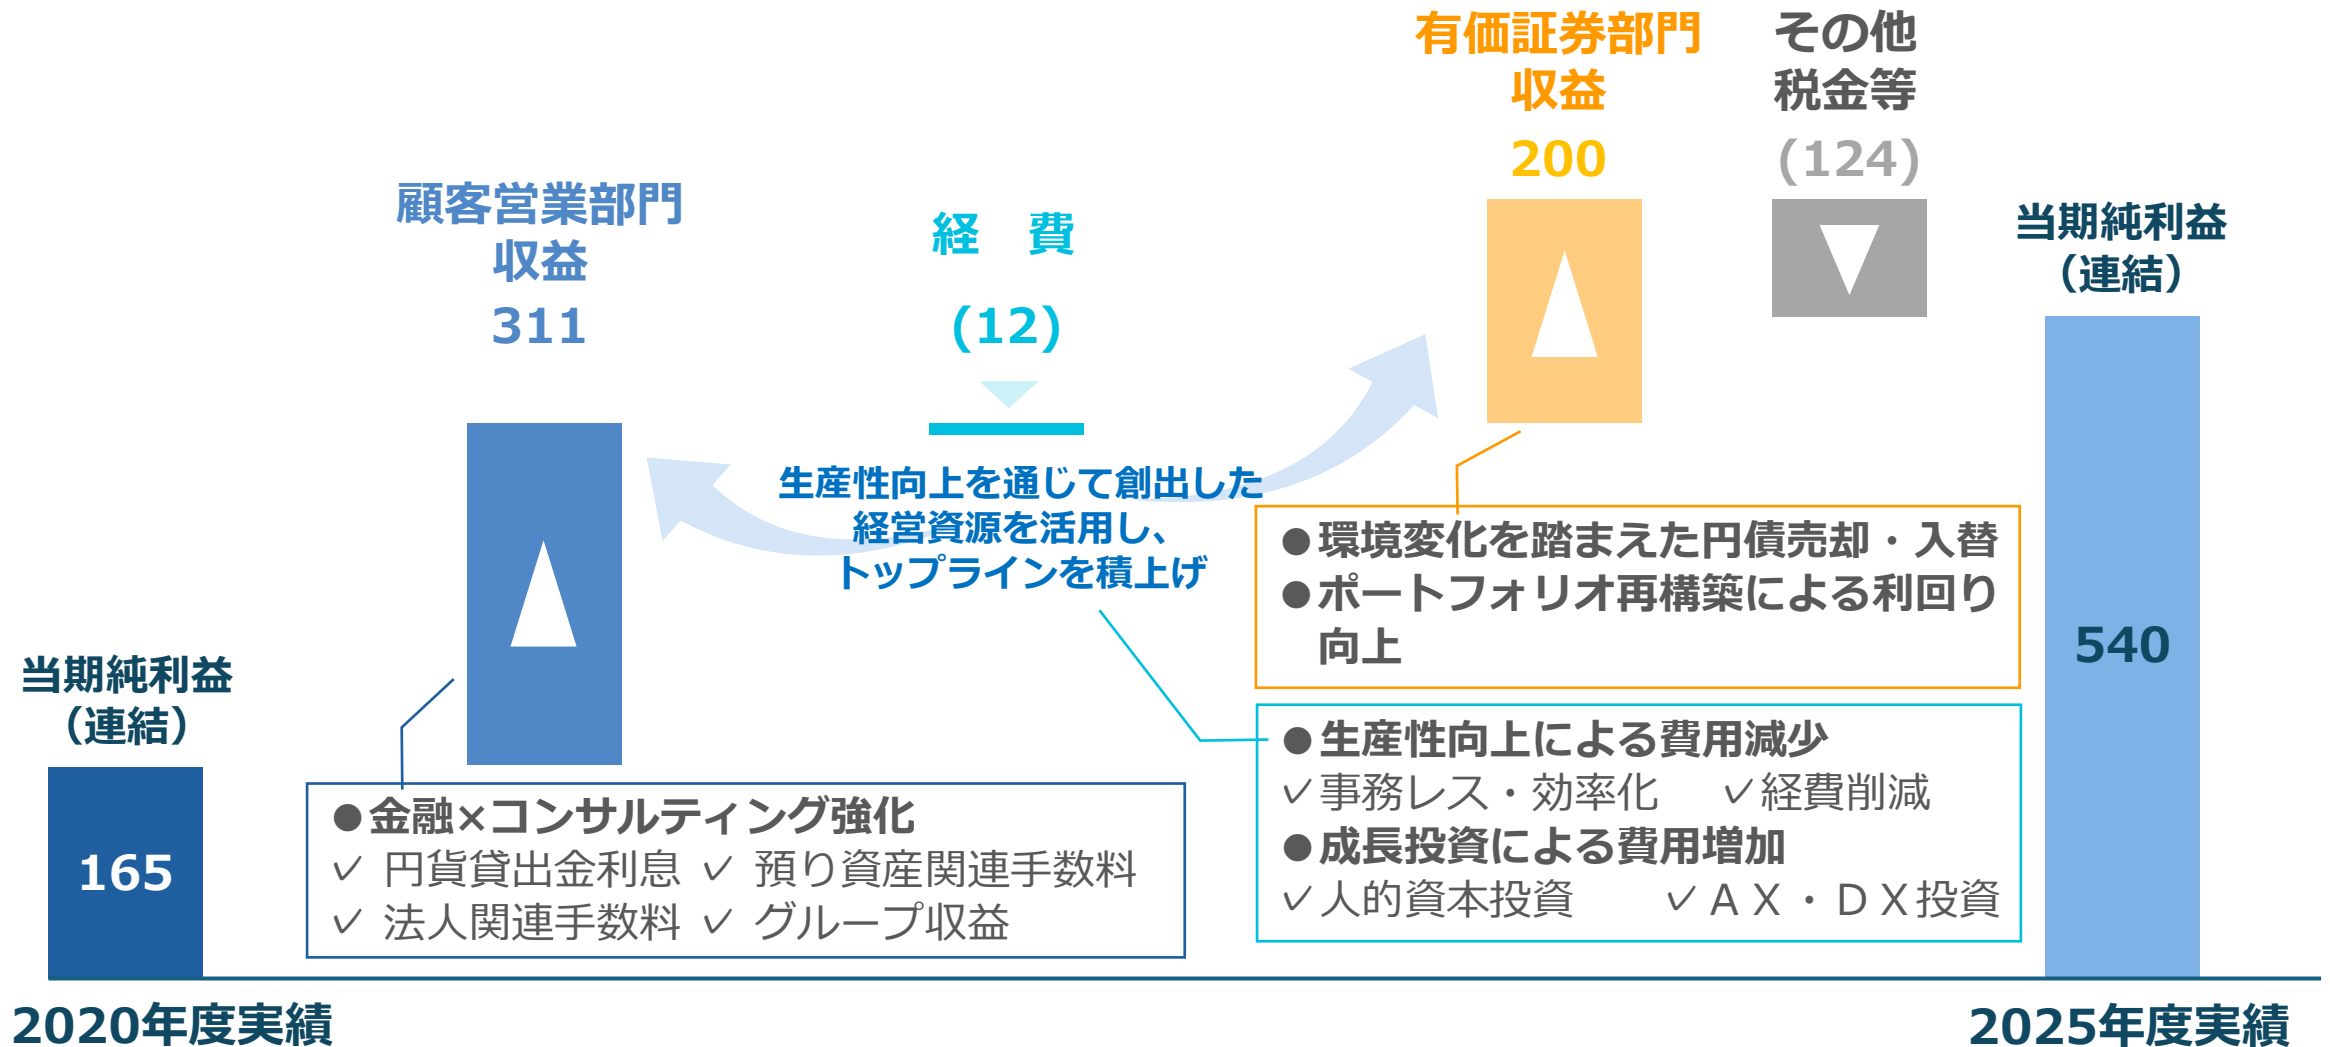 当期純利益
（連結）
165
2020年度実績
顧客営業部門
収益
311
●金融×コンサルティング強化
✓ 円貨貸出金利息 ✓ 預り資産関連手数料
✓ 法人関連手数料 ✓ グループ収益
経　費
(12)
生産性向上を通じて創出した
経営資源を活用し、
トップラインを積上げ
有価証券部門
収益
200
●環境変化を踏まえた円債売却・入替
●ポートフォリオ再構築による利回り
向上
●生産性向上による費用減少
✓事務レス・効率化 ✓経費削減
●成長投資による費用増加
✓人的資本投資 ✓ＡＸ・ＤＸ投資
その他
税金等
(124)
当期純利益
（連結）
540
2025年度実績